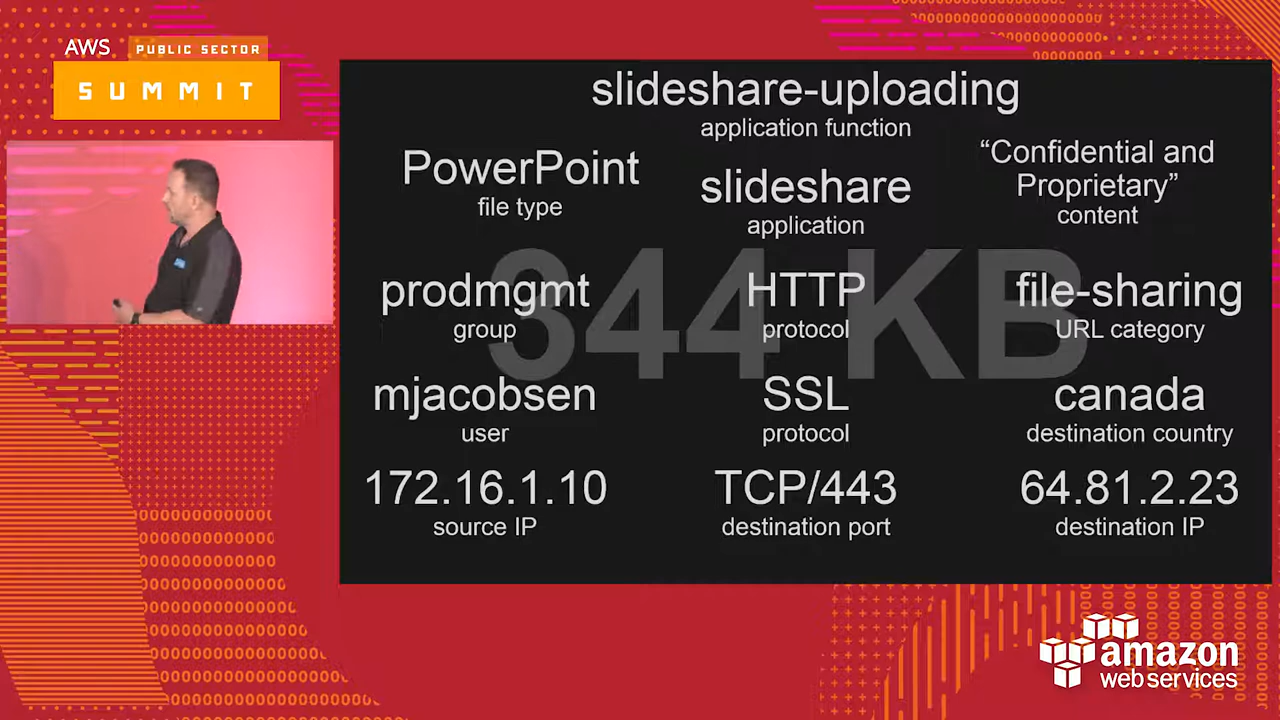 AWS PUBLIC SECTOR
SUMMIT
slideshare-uploading
application function
PowerPoint
file type
slideshare
application
“Confidential and
Proprietary”
content
344 KB
prodmgmt
group
HTTP
protocol
file-sharing
URL category
mjacobsen
user
SSL
protocol
canada
destination country
172.16.1.10
source IP
TCP/443
destination port
64.81.2.23
destination IP
amazon
web services